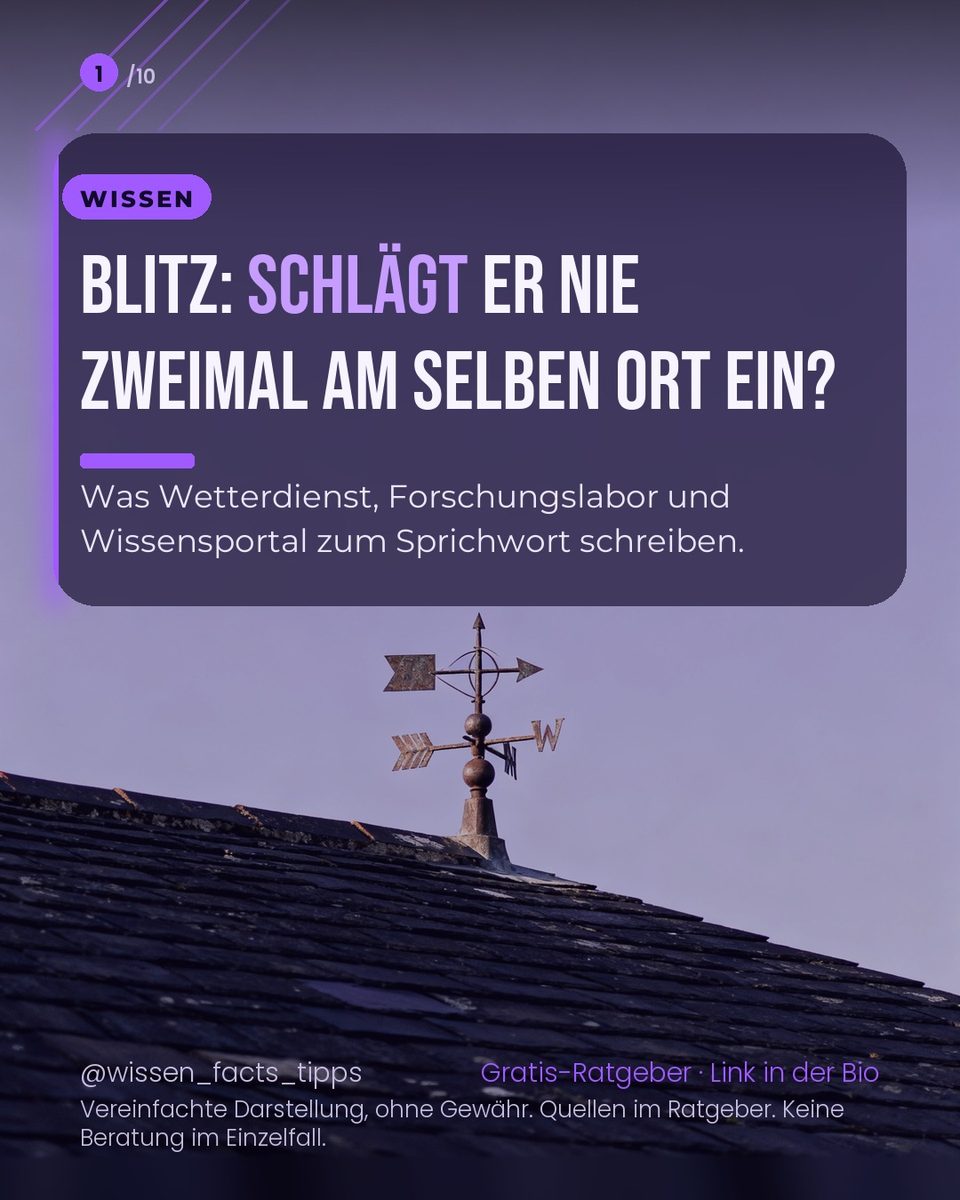 1 /10
WISSEN
BLITZ: SCHLÄGT ER NIE
ZWEIMAL AM SELBEN ORT EIN?
Was Wetterdienst, Forschungslabor und
Wissensportal zum Sprichwort schreiben.
W
N
@wissen_facts_tipps
Gratis-Ratgeber · Link in der Bio
Vereinfachte Darstellung, ohne Gewähr. Quellen im Ratgeber. Keine
Beratung im Einzelfall.